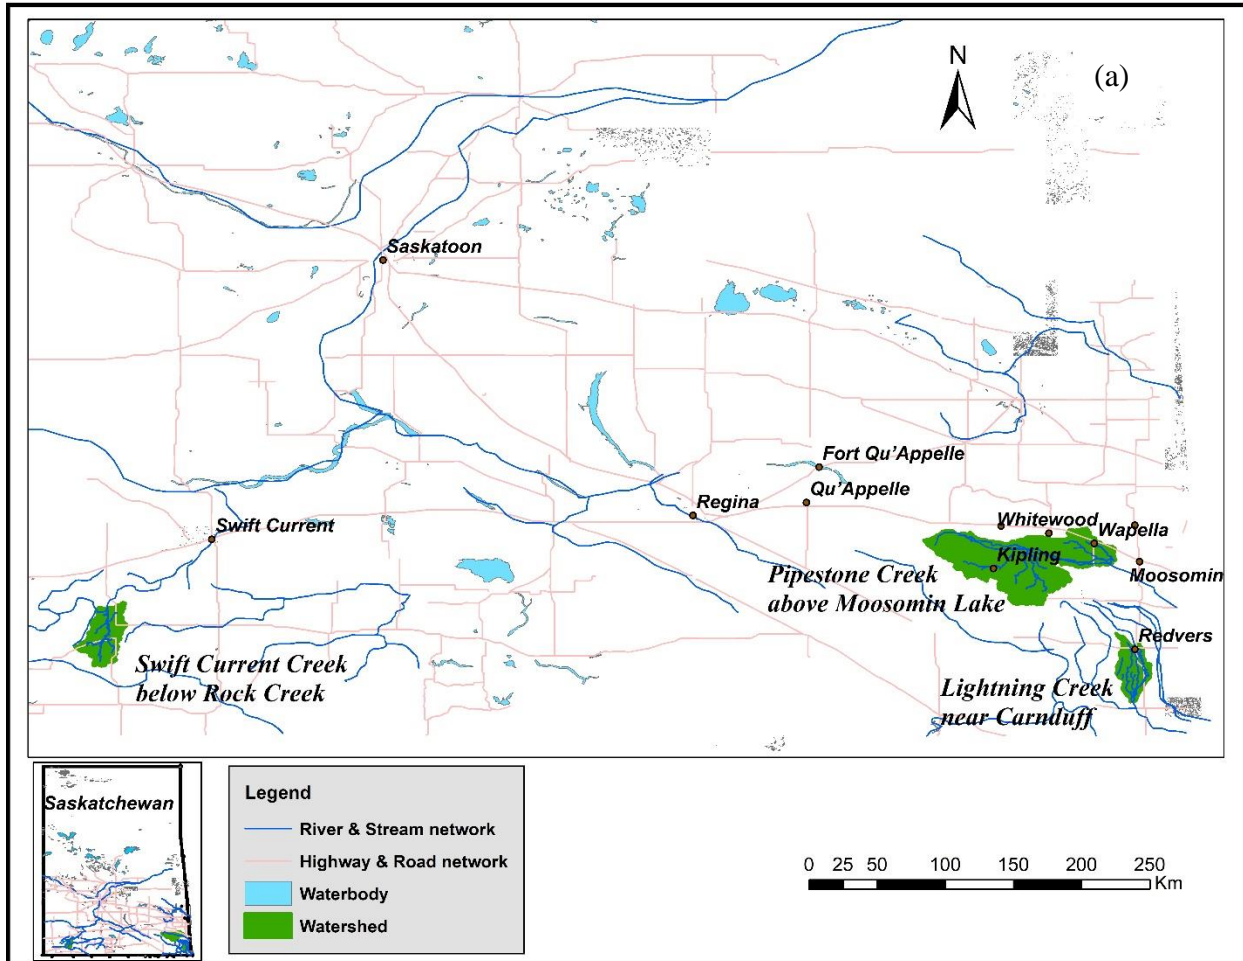 N
(a)
Saskatoon
Fort Qu'Appelle
Qu'Appelle
Regina
Swift Current
Whitewood
Wapella
Kipling
Moosomin
Pipestone Creek
above Moosomin Lake
Redvers
Swift Current Creek
below Rock Creek
Lightning Creek
near Carnduff
Saskatchewan
Legend
River & Stream network
Highway & Road network
Waterbody
Watershed
0 25 50 100 150 200 250
Km